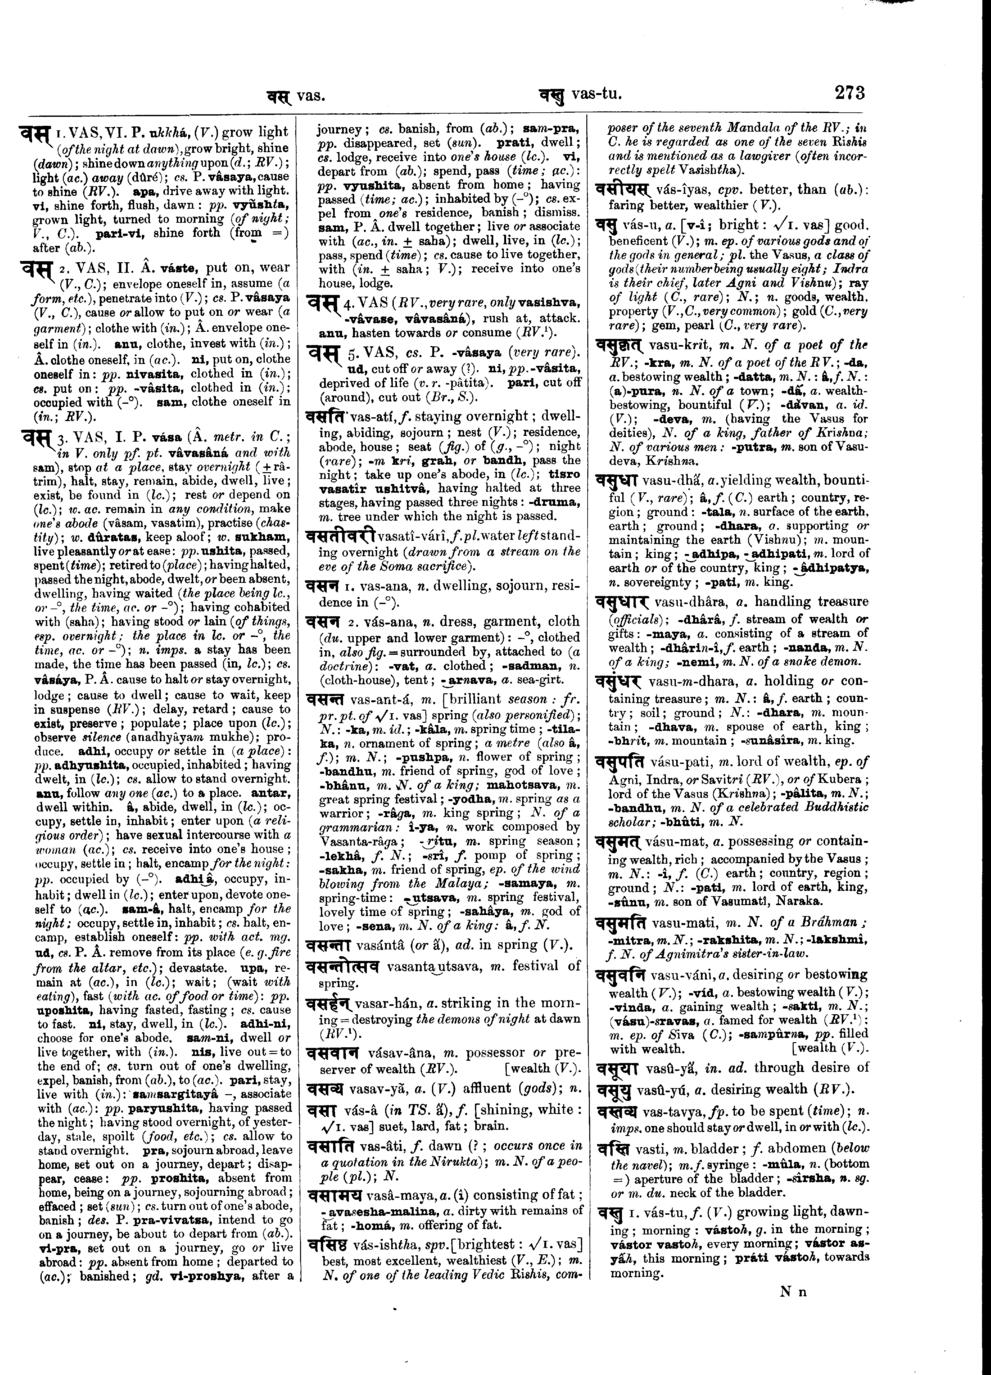 वस् vas.
वस्तु vas-tu.
273
वस् 1. VAS, VI. P. ukkhá, (V.) grow light
(of the night at dawn), grow bright, shine
(dawn); shine down anything upon (d.; RV.);
light (ac.) away (dûré); cs. P. vâsaya, cause
to shine (RV.). apa, drive away with light.
vi, shine forth, flush, dawn: pp. vyùshta,
grown light, turned to morning (of night;
V., C.). pari-vi, shine forth (from =)
after (ab.).
वस् 2. VAS, II. Â. váste, put on, wear
(V., C.); envelope oneself in, assume (a
form, etc.), penetrate into (V.); cs. P. vâsaya
(V., C.), cause or allow to put on or wear (a
garment); clothe with (in.); Â. envelope one-
self in (in.). anu, clothe, invest with (in.);
Â. clothe oneself, in (ac.). ni, put on, clothe
oneself in: pp. nivasita, clothed in (in.);
cs. put on: pp. -vâsita, clothed in (in.);
occupied with (-°). sam, clothe oneself in
(in.; RV.).
वस् 3. VAS, I. P. vása (Â. metr. in C.;
in V. only pf. pt. vâvasâná and with
sam), stop at a place, stay overnight (± râ-
trim), halt, stay, remain, abide, dwell, live;
exist, be found in (lc.); rest or depend on
(lc.); w. ac. remain in any condition, make
one's abode (vâsam, vasatim), practise (chas-
tity); w. dûratas, keep aloof; w. sukham,
live pleasantly or at ease: pp. ushita, passed,
spent (time); retired to (place); having halted,
passed the night, abode, dwelt, or been absent,
dwelling, having waited (the place being lc.,
or -°, the time, ac. or -°); having cohabited
with (saha); having stood or lain (of things,
esp. overnight; the place in lc. or -°, the
time, ac. or -°); n. imps. a stay has been
made, the time has been passed (in, lc.); cs.
vâsáya, P. Â. cause to halt or stay overnight,
lodge; cause to dwell; cause to wait, keep
in suspense (RV.); delay, retard; cause to
exist, preserve; populate; place upon (lc.);
observe silence (anadhyâyam mukhe); pro-
duce. adhi, occupy or settle in (a place):
pp. adhyushita, occupied, inhabited; having
dwelt, in (lc.); cs. allow to stand overnight.
anu, follow any one (ac.) to a place. antar,
dwell within. â, abide, dwell, in (lc.); oc-
cupy, settle in, inhabit; enter upon (a reli-
gious order); have sexual intercourse with a
woman (ac.); cs. receive into one's house;
occupy, settle in; halt, encamp for the night:
pp. occupied by (-°). adhi̮â, occupy, in-
habit; dwell in (lc.); enter upon, devote one-
self to (ac.). sam-â, halt, encamp for the
night; occupy, settle in, inhabit; cs. halt, en-
camp, establish oneself: pp. with act. mg.
ud, cs. P. Â. remove from its place (e. g. fire
from the altar, etc.); devastate. upa, re-
main at (ac.), in (lc.); wait; (wait with
eating), fast (with ac. of food or time): pp.
uposhita, having fasted, fasting; cs. cause
to fast. ni, stay, dwell, in (lc.). adhi-ni,
choose for one's abode. sam-ni, dwell or
live together, with (in.). nis, live out = to
the end of; cs. turn out of one's dwelling,
expel, banish, from (ab.), to (ac.). pari, stay,
live with (in.): samsargitayâ -, associate
with (ac.): pp. paryushita, having passed
the night; having stood overnight, of yester-
day, stale, spoilt (food, etc.); cs. allow to
stand overnight. pra, sojourn abroad, leave
home, set out on a journey, depart; disap-
pear, cease: pp. proshita, absent from
home, being on a journey, sojourning abroad;
effaced; set (sun); cs. turn out of one's abode,
banish; des. P. pra-vivatsa, intend to go
on a journey, be about to depart from (ab.).
vi-pra, set out on a journey, go or live
abroad: pp. absent from home; departed to
(ac.); banished; gd. vi-proshya, after a
journey; cs. banish, from (ab.); sam-pra,
pp. disappeared, set (sun). prati, dwell;
cs. lodge, receive into one's house (lc.). vi,
depart from (ab.); spend, pass (time; ac.):
pp. vyushita, absent from home; having
passed (time; ac.); inhabited by (-°); cs. ex-
pel from one's residence, banish; dismiss.
sam, P. Â. dwell together; live or associate
with (ac., in. ± saha); dwell, live, in (lc.);
pass, spend (time); cs. cause to live together,
with (in. ± saha; V.); receive into one's
house, lodge.
वस् 4. VAS (RV., very rare, only vasishva,
-vâvase, vâvasâná), rush at, attack.
anu, hasten towards or consume (RV.¹).
वस् 5. VAS, cs. P. -vâsaya (very rare).
ud, cut off or away (?). ni, pp. -vâsita,
deprived of life (v. r. -pâtita). pari, cut off
(around), cut out (Br., S.).
वसति vas-atí, f. staying overnight; dwell-
ing, abiding, sojourn; nest (V.); residence,
abode, house; seat (fig.) of (g., -°); night
(rare); -m kri, grah, or bandh, pass the
night; take up one's abode, in (lc.); tisro
vasatir ushitvâ, having halted at three
stages, having passed three nights: -druma,
m. tree under which the night is passed.
वसतीवरी vasatî-várî, f. pl. water left stand-
ing overnight (drawn from a stream on the
eve of the Soma sacrifice).
वसन 1. vas-ana, n. dwelling, sojourn, resi-
dence in (-°).
वसन 2. vás-ana, n. dress, garment, cloth
(du. upper and lower garment): -°, clothed
in, also fig. = surrounded by, attached to (a
doctrine): -vat, a. clothed; -sadman, n.
(cloth-house), tent; -̮arnava, a. sea-girt.
वसन्त vas-ant-á, m. [brilliant season: fr.
pr. pt. of √1. vas] spring (also personified);
N.: -ka, m. id.; -kâla, m. spring time; -tila-
ka, n. ornament of spring; a metre (also â,
f.); m. N.; -pushpa, n. flower of spring;
-bandhu, m. friend of spring, god of love;
-bhânu, m. N. of a king; mahotsava, m.
great spring festival; -yodha, m. spring as a
warrior; -râga, m. king spring; N. of a
grammarian: î-ya, n. work composed by
Vasanta-râga; -̮ritu, m. spring season;
-lekhâ, f. N.; -srî, f. pomp of spring;
-sakha, m. friend of spring, ep. of the wind
blowing from the Malaya; -samaya, m.
spring-time: -̮utsava, m. spring festival,
lovely time of spring; -sahâya, m. god of
love; -sena, m. N. of a king: â, f. N.
वसन्ता vasántâ (or ã), ad. in spring (V.).
वसन्तोत्सव vasanta̮utsava, m. festival of
spring.
वसर्हन् vasar-hán, a. striking in the morn-
ing = destroying the demons of night at dawn
(RV.¹).
वसवान vásav-âna, m. possessor or pre-
server of wealth (RV.). [wealth (V.).
वसव्य vasav-yã, a. (V.) affluent (gods); n.
वसा vás-â (in TS. ã), f. [shining, white:
√1. vas] suet, lard, fat; brain.
वसाति vas-âti, f. dawn (?; occurs once in
a quotation in the Nirukta); m. N. of a peo-
ple (pl.); N.
वसामय vasâ-maya, a. (î) consisting of fat;
-̮avasesha-malina, a. dirty with remains of
fat; -homá, m. offering of fat.
वसिष्ठ vás-ishtha, spv. [brightest: √1. vas]
best, most excellent, wealthiest (V., E.); m.
N. of one of the leading Vedic Rishis, com-
poser of the seventh Mandala of the RV.; in
C. he is regarded as one of the seven Rishis
and is mentioned as a lawgiver (often incor-
rectly spelt Vasishtha).
वसीयस् vás-îyas, cpv. better, than (ab.):
faring better, wealthier (V.).
वसु vás-u, a. [v-î; bright: √1. vas] good,
beneficent (V.); m. ep. of various gods and of
the gods in general; pl. the Vasus, a class of
gods (their number being usually eight; Indra
is their chief, later Agni and Vishnu); ray
of light (C., rare); N.; n. goods, wealth,
property (V., C., very common); gold (C., very
rare); gem, pearl (C., very rare).
वसुकृत् vasu-krit, m. N. of a poet of the
RV.; -kra, m. N. of a poet of the RV.; -da,
a. bestowing wealth; -datta, m. N.: â, f. N.:
(a)-pura, n. N. of a town; -dã, a. wealth-
bestowing, bountiful (V.); -dâvan, a. id.
(V.); -deva, m. (having the Vasus for
deities), N. of a king, father of Krishna;
N. of various men: -putra, m. son of Vasu-
deva, Krishna.
वसुधा vasu-dhã, a. yielding wealth, bounti-
ful (V., rare); â, f. (C.) earth; country, re-
gion; ground: -tala, n. surface of the earth,
earth; ground; -dhara, a. supporting or
maintaining the earth (Vishnu); m. moun-
tain; king; -̮adhipa, -̮adhipati, m. lord of
earth or of the country, king; -̮âdhipatya,
n. sovereignty; -pati, m. king.
वसुधार vasu-dhâra, a. handling treasure
(officials); -dhârâ, f. stream of wealth or
gifts: -maya, a. consisting of a stream of
wealth; -dhârin-î, f. earth; -nanda, m. N.
of a king; -nemi, m. N. of a snake demon.
वसुंधर vasu-m-dhara, a. holding or con-
taining treasure; m. N.: â, f. earth; coun-
try; soil; ground; N.: -dhara, m. moun-
tain; -dhava, m. spouse of earth, king;
-bhrit, m. mountain; -sunâsira, m. king.
वसुपति vásu-pati, m. lord of wealth, ep. of
Agni, Indra, or Savitri (RV.), or of Kubera;
lord of the Vasus (Krishna); -pâlita, m. N.;
-bandhu, m. N. of a celebrated Buddhistic
scholar; -bhûti, m. N.
वसुमत् vásu-mat, a. possessing or contain-
ing wealth, rich; accompanied by the Vasus;
m. N.: -î, f. (C.) earth; country, region;
ground; N.: -pati, m. lord of earth, king,
-sûnu, m. son of Vasumatî, Naraka.
वसुमति vasu-mati, m. N. of a Bráhman;
-mitra, m. N.; -rakshita, m. N.; -lakshmi,
f. N. of Agnimitra's sister-in-law.
वसुवनि vasu-váni, a. desiring or bestowing
wealth (V.); -vid, a. bestowing wealth (V.);
-vinda, a. gaining wealth; -sakti, m. N.;
(vásu)-sravas, a. famed for wealth (RV.¹):
m. ep. of Siva (C.); -sampûrna, pp. filled
with wealth. [wealth (V.).
वसूया vasû-yã, in. ad. through desire of
वसूयु vasû-yú, a. desiring wealth (RV.).
वस्तव्य vas-tavya, fp. to be spent (time); n.
imps. one should stay or dwell, in or with (lc.).
वस्ति vasti, m. bladder; f. abdomen (below
the navel); m. f. syringe: -mûla, n. (bottom
=) aperture of the bladder; -sirsha, n. sg.
or m. du. neck of the bladder.
वस्तु 1. vás-tu, f. (V.) growing light, dawn-
ing; morning: vástoh, g. in the morning;
vástor vastoh, every morning; vástor as-
yãh, this morning; práti vástoh, towards
morning.
N n